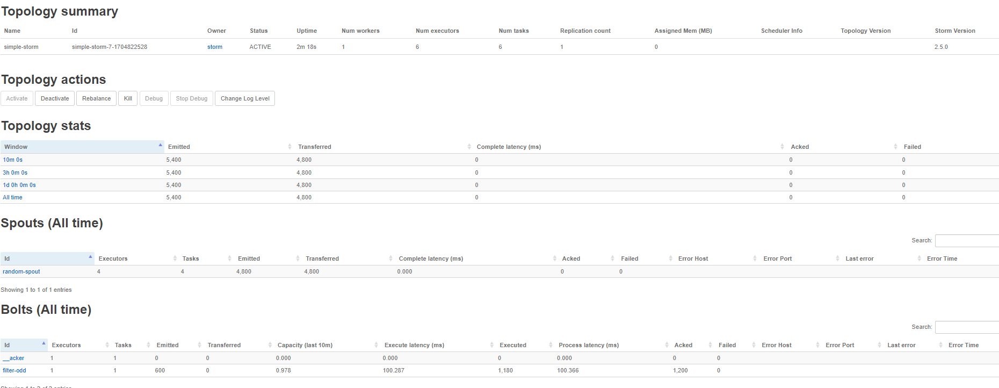 Topology summary
Name Id Owner Status Uptime Num workers Num executors Num tasks Replication count Assigned Mem (MB) Scheduler Info Topology Version Storm Version
simple-storm simple-storm-7-1704822528 storm ACTIVE 2m 18s 1 6 6 1 0 2.5.0
Topology actions
Activate Deactivate Rebalance Kill Debug Stop Debug Change Log Level
Topology stats
Window Emitted Transferred Complete latency (ms) Acked Failed
10m 0s 5,400 4,800 0 0 0
3h 0m 0s 5,400 4,800 0 0 0
1d 0h 0m 0s 5,400 4,800 0 0 0
All time 5,400 4,800 0 0 0
Spouts (All time)
Search:
Id Executors Tasks Emitted Transferred Complete latency (ms) Acked Failed Error Host Error Port Last error Error Time
random-spout 4 4 4,800 4,800 0.000 0 0
Showing 1 to 1 of 1 entries
Bolts (All time)
Search:
Id Executors Tasks Emitted Transferred Capacity (last 10m) Execute latency (ms) Executed Process latency (ms) Acked Failed Error Host Error Port Last error Error Time
__acker 1 1 0 0 0.000 0.000 0 0.000 0 0
filter-odd 1 1 600 0 0.978 100.287 1,180 100.366 1,200 0
Showing 1 to 2 of 2 entries